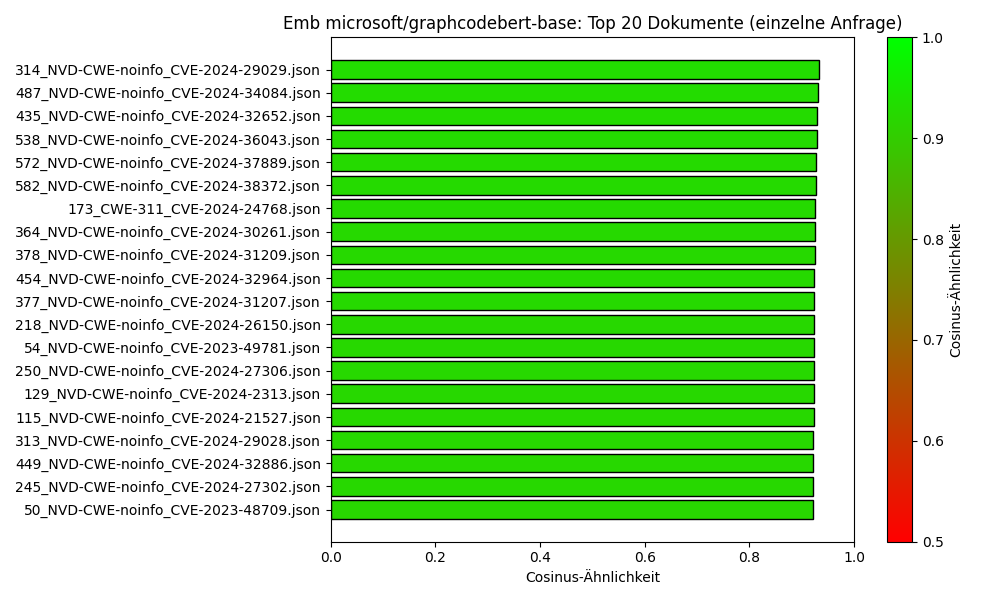 Emb microsoft/graphcodebert-base: Top 20 Dokumente (einzelne Anfrage)
314_NVD-CWE-noinfo_CVE-2024-29029.json
487_NVD-CWE-noinfo_CVE-2024-34084.json
435_NVD-CWE-noinfo_CVE-2024-32652.json
538_NVD-CWE-noinfo_CVE-2024-36043.json
572_NVD-CWE-noinfo_CVE-2024-37889.json
582_NVD-CWE-noinfo_CVE-2024-38372.json
173_CWE-311_CVE-2024-24768.json
364_NVD-CWE-noinfo_CVE-2024-30261.json
378_NVD-CWE-noinfo_CVE-2024-31209.json
454_NVD-CWE-noinfo_CVE-2024-32964.json
377_NVD-CWE-noinfo_CVE-2024-31207.json
218_NVD-CWE-noinfo_CVE-2024-26150.json
54_NVD-CWE-noinfo_CVE-2023-49781.json
250_NVD-CWE-noinfo_CVE-2024-27306.json
129_NVD-CWE-noinfo_CVE-2024-2313.json
115_NVD-CWE-noinfo_CVE-2024-21527.json
313_NVD-CWE-noinfo_CVE-2024-29028.json
449_NVD-CWE-noinfo_CVE-2024-32886.json
245_NVD-CWE-noinfo_CVE-2024-27302.json
50_NVD-CWE-noinfo_CVE-2023-48709.json
0.0 0.2 0.4 0.6 0.8 1.0
Cosinus-Ähnlichkeit
1.0
0.9
0.8
0.7
0.6
0.5
Cosinus-Ähnlichkeit